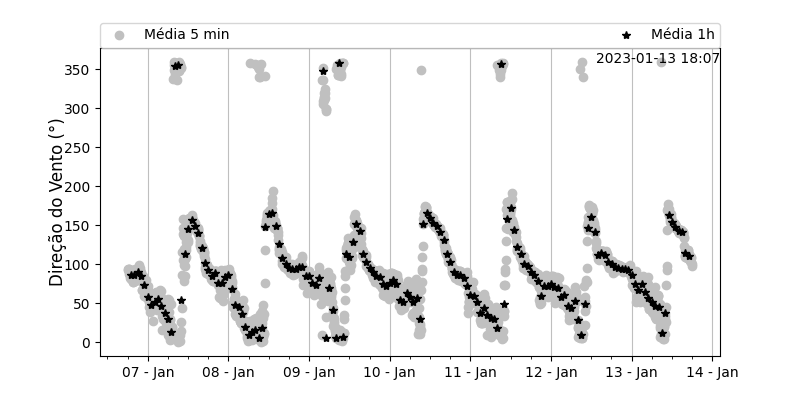 Média 5 min
Média 1h
2023-01-13 18:07
Direção do Vento (°)
350
300
250
200
150
100
50
0
07 - Jan
08 - Jan
09 - Jan
10 - Jan
11 - Jan
12 - Jan
13 - Jan
14 - Jan